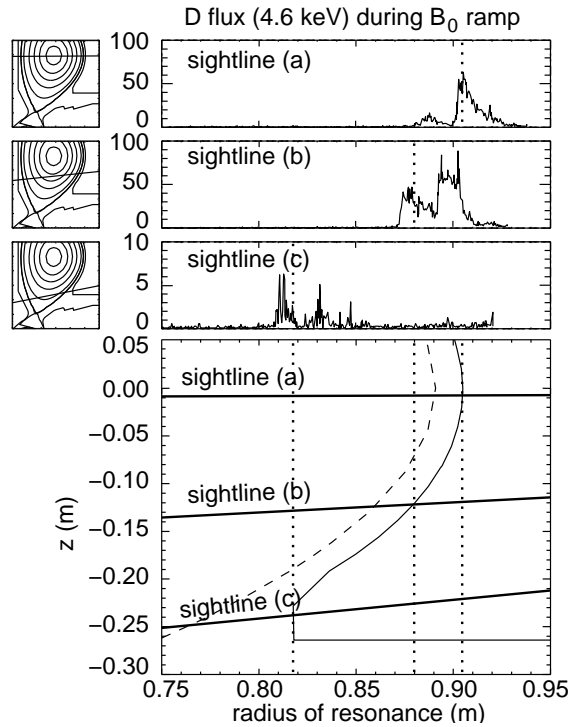 D flux (4.6 keV) during B₀ ramp
100
50
0
sightline (a)
100
50
0
sightline (b)
10
5
0
sightline (c)
0.05
0.00
−0.05
−0.10
−0.15
−0.20
−0.25
−0.30
z (m)
sightline (a)
sightline (b)
sightline (c)
0.75 0.80 0.85 0.90 0.95
radius of resonance (m)